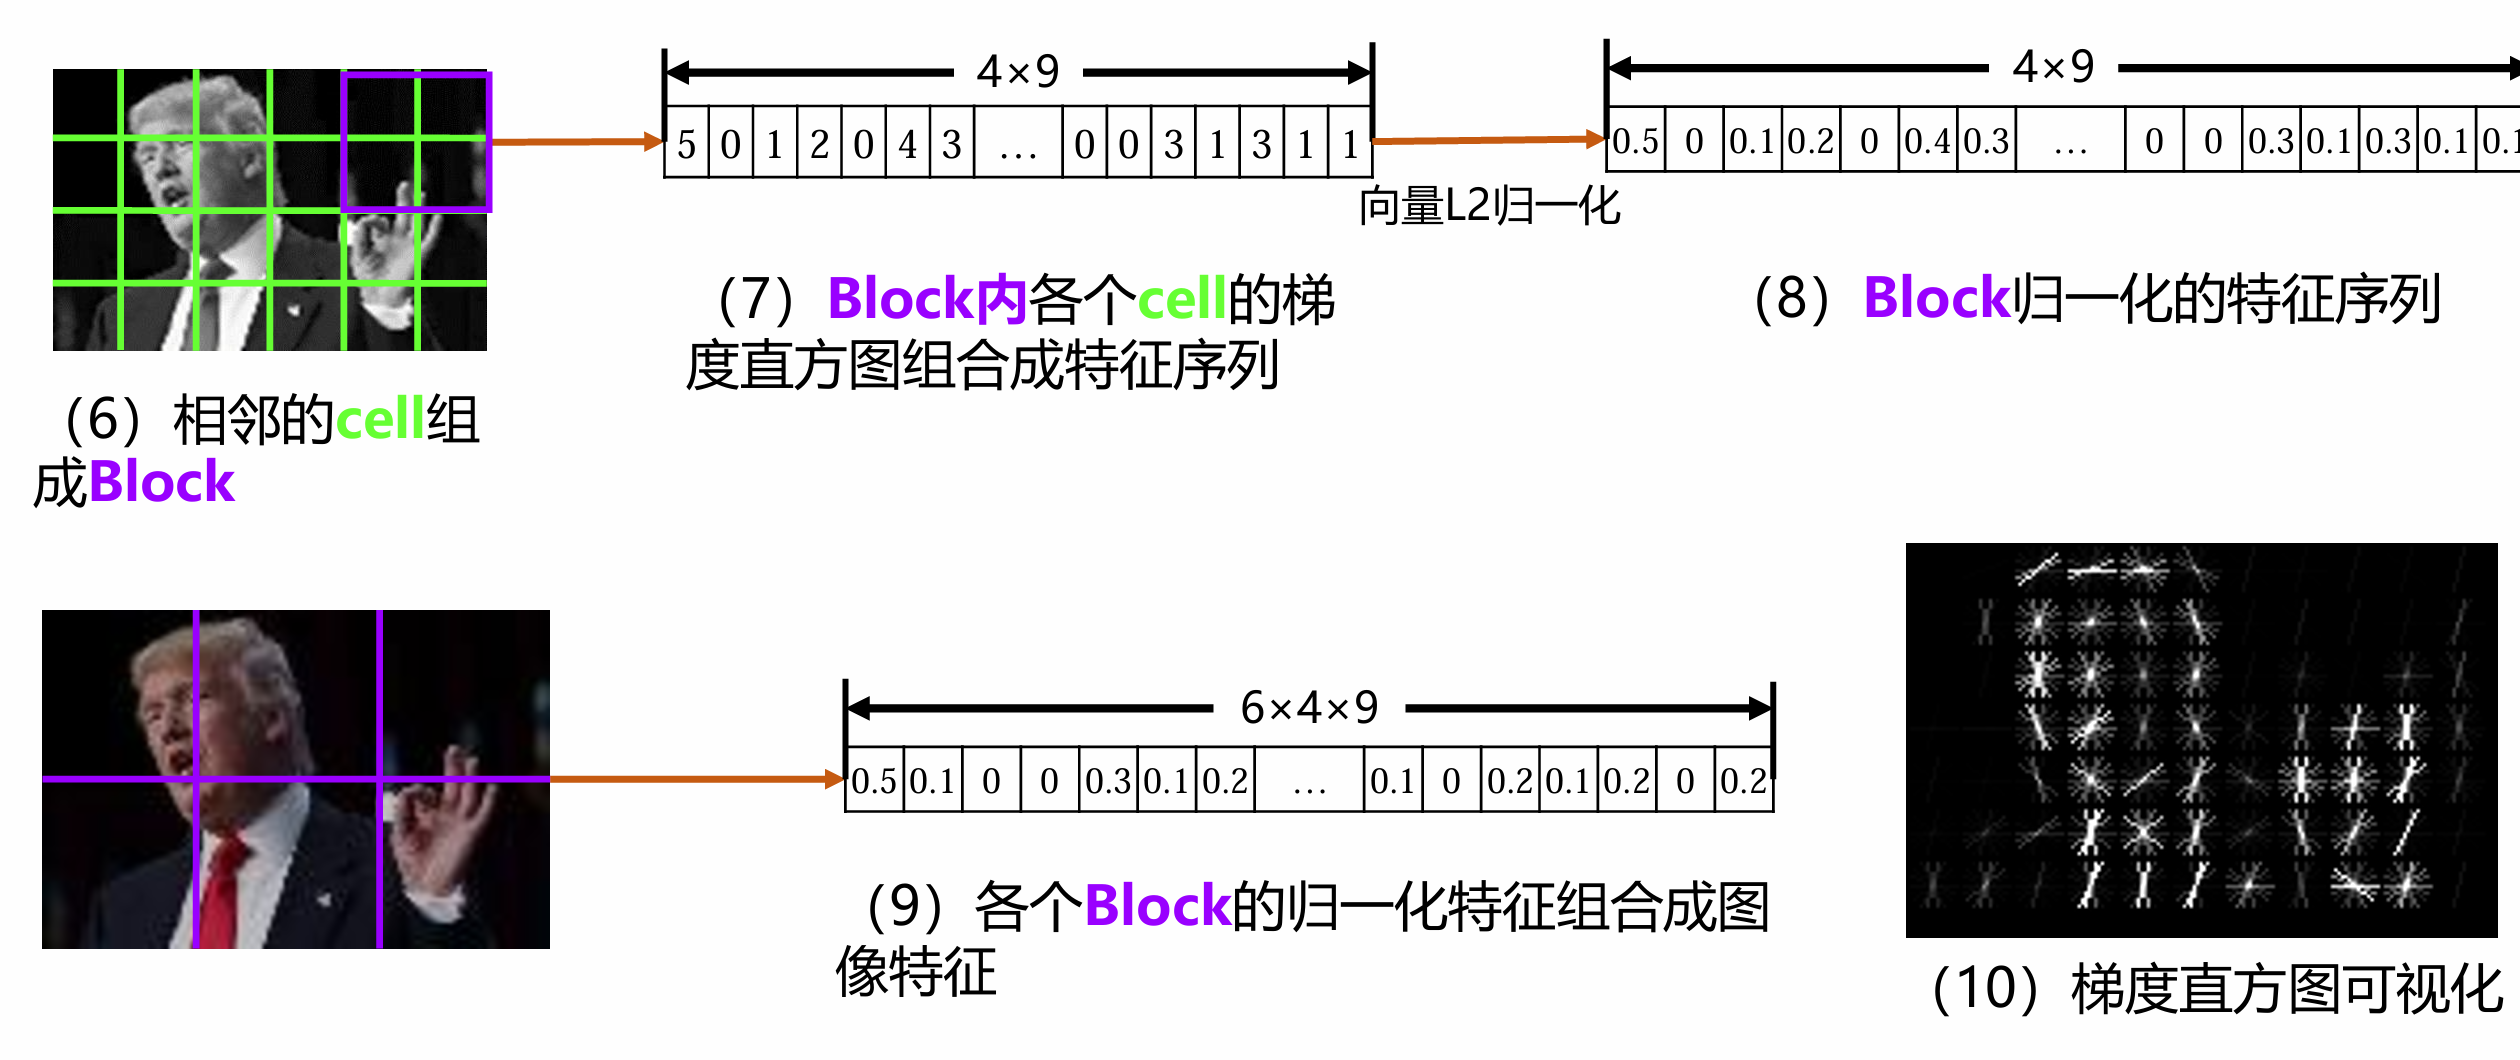 4×9
5 0 1 2 0 4 3 … 0 0 3 1 3 1 1
向量L2归一化
4×9
0.5 0 0.1 0.2 0 0.4 0.3 … 0 0 0.3 0.1 0.3 0.1 0.1
（6）相邻的cell组
成Block
（7）Block内各个cell的梯
度直方图组合成特征序列
（8）Block归一化的特征序列
6×4×9
0.5 0.1 0 0 0.3 0.1 0.2 … 0.1 0 0.2 0.1 0.2 0 0.2
（9）各个Block的归一化特征组合成图
像特征
（10）梯度直方图可视化